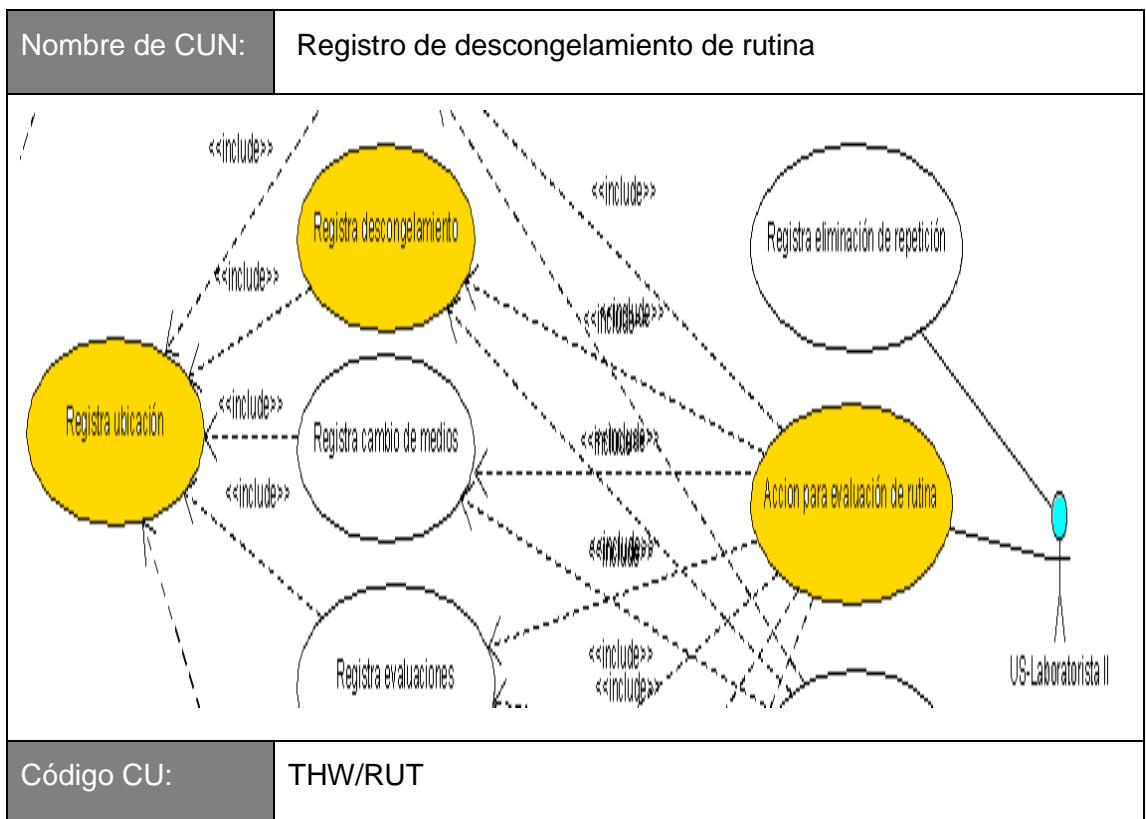 Nombre de CUN:
Registro de descongelamiento de rutina
<<include>>
Registra descongelamiento
<<include>>
Registra eliminación de repetición
<<include>>
<<include>>
Registra ubicación
<<include>>
Registra cambio de medios
<<include>>
Accion para evaluación de rutina
<<include>>
<<include>>
Registra evaluaciones
<<include>>
<<include>>
US-Laboratorista II
Código CU:
THW/RUT